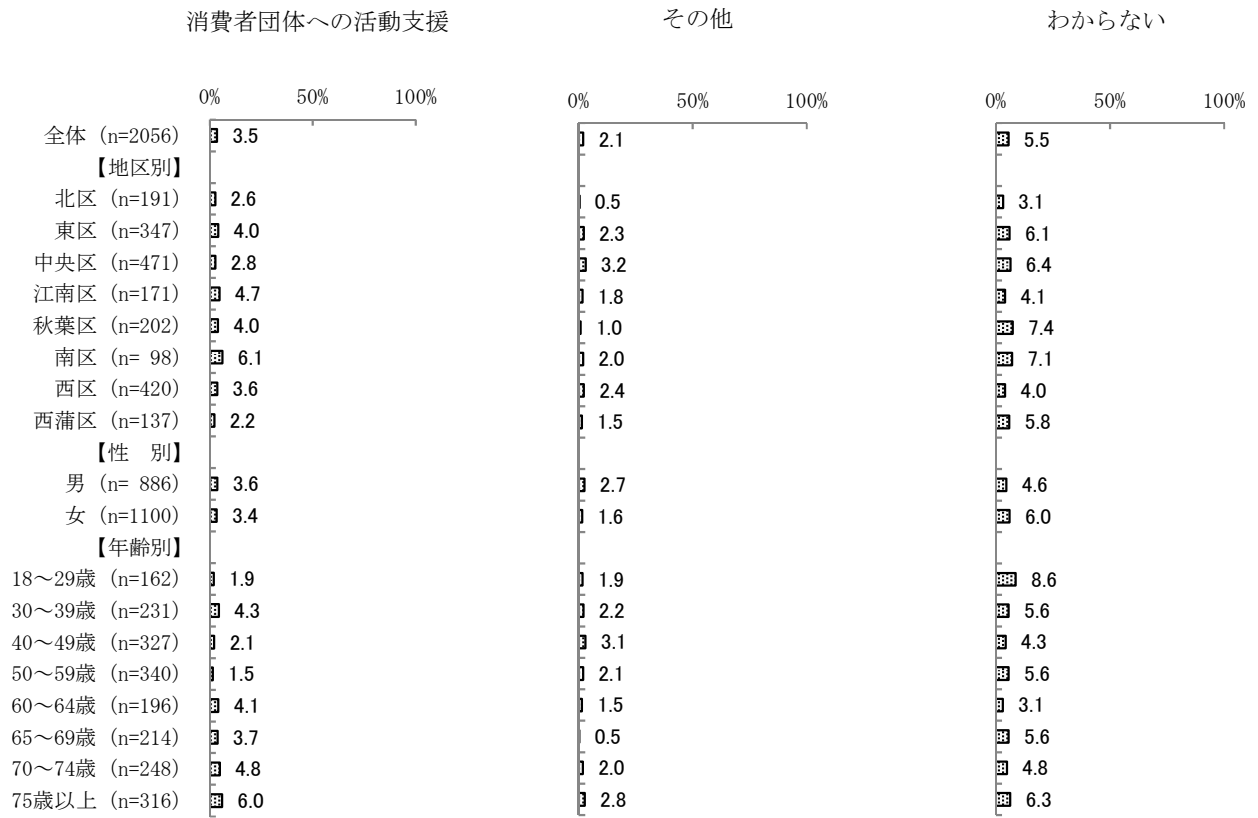 消費者団体への活動支援 その他 わからない
0% 50% 100% 0% 50% 100% 0% 50% 100%
全体 (n=2056) 3.5 2.1 5.5
【地区別】
北区 (n=191) 2.6 0.5 3.1
東区 (n=347) 4.0 2.3 6.1
中央区 (n=471) 2.8 3.2 6.4
江南区 (n=171) 4.7 1.8 4.1
秋葉区 (n=202) 4.0 1.0 7.4
南区 (n= 98) 6.1 2.0 7.1
西区 (n=420) 3.6 2.4 4.0
西蒲区 (n=137) 2.2 1.5 5.8
【性　別】
男 (n= 886) 3.6 2.7 4.6
女 (n=1100) 3.4 1.6 6.0
【年齢別】
18～29歳 (n=162) 1.9 1.9 8.6
30～39歳 (n=231) 4.3 2.2 5.6
40～49歳 (n=327) 2.1 3.1 4.3
50～59歳 (n=340) 1.5 2.1 5.6
60～64歳 (n=196) 4.1 1.5 3.1
65～69歳 (n=214) 3.7 0.5 5.6
70～74歳 (n=248) 4.8 2.0 4.8
75歳以上 (n=316) 6.0 2.8 6.3